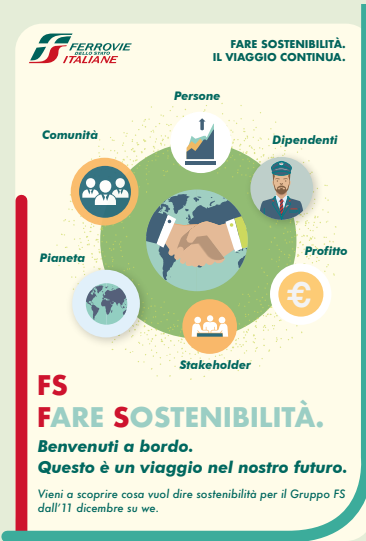 FERROVIE
DELLO STATO
ITALIANE
FARE SOSTENIBILITÀ.
IL VIAGGIO CONTINUA.
Persone
Comunità
Dipendenti
Pianeta
Profitto
€
Stakeholder
FS
FARE SOSTENIBILITÀ.
Benvenuti a bordo.
Questo è un viaggio nel nostro futuro.
Vieni a scoprire cosa vuol dire sostenibilità per il Gruppo FS
dall'11 dicembre su we.